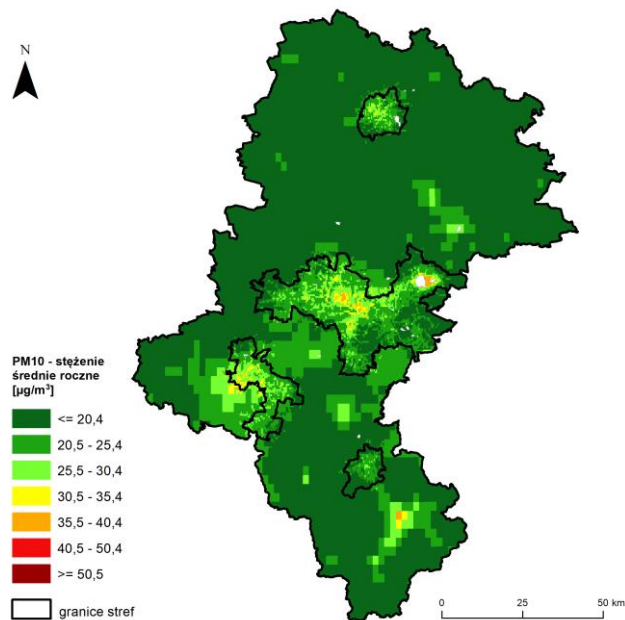 N
PM10 - stężenie
średnie roczne
[µg/m³]
<= 20,4
20,5 - 25,4
25,5 - 30,4
30,5 - 35,4
35,5 - 40,4
40,5 - 50,4
>= 50,5
granice stref
0 25 50 km